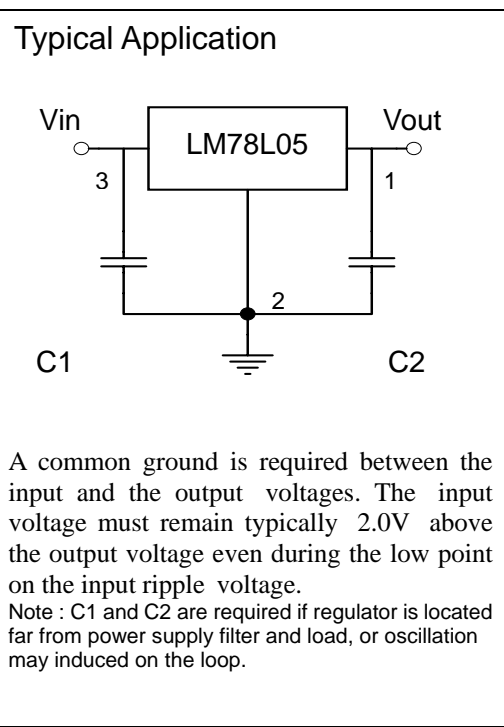 Typical Application
Vin
LM78L05
Vout
3
1
2
C1
C2
A common ground is required between the
input and the output voltages. The input
voltage must remain typically 2.0V above
the output voltage even during the low point
on the input ripple voltage.
Note : C1 and C2 are required if regulator is located
far from power supply filter and load, or oscillation
may induced on the loop.